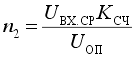 n₂ = U_ВХ.СР K_СЧ / U_ОП